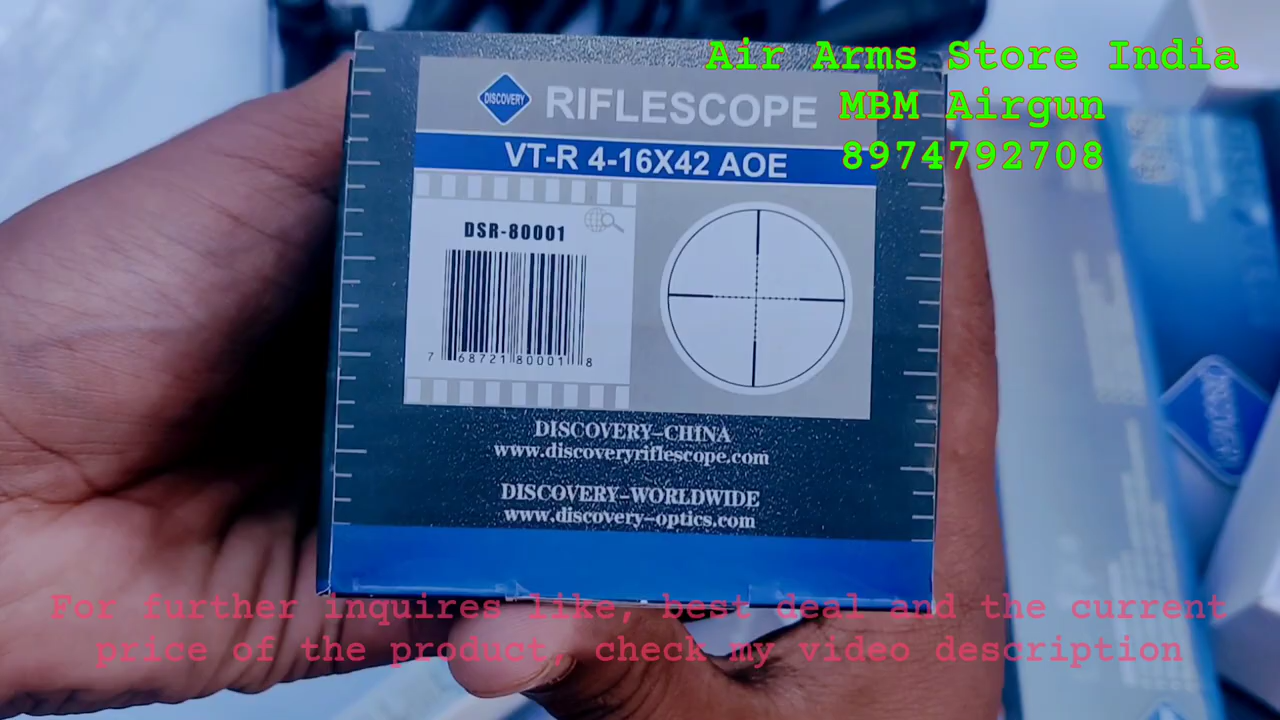 Air Arms Store India
MBM Airgun
8974792708
DISCOVERY
RIFLESCOPE
VT-R 4-16X42 AOE
DSR-80001
7 68721 80001 8
DISCOVERY-CHINA
www.discoveryriflescope.com
DISCOVERY-WORLDWIDE
www.discovery-optics.com
DISCOVERY
For further inquires like, best deal and the current
price of the product, check my video description